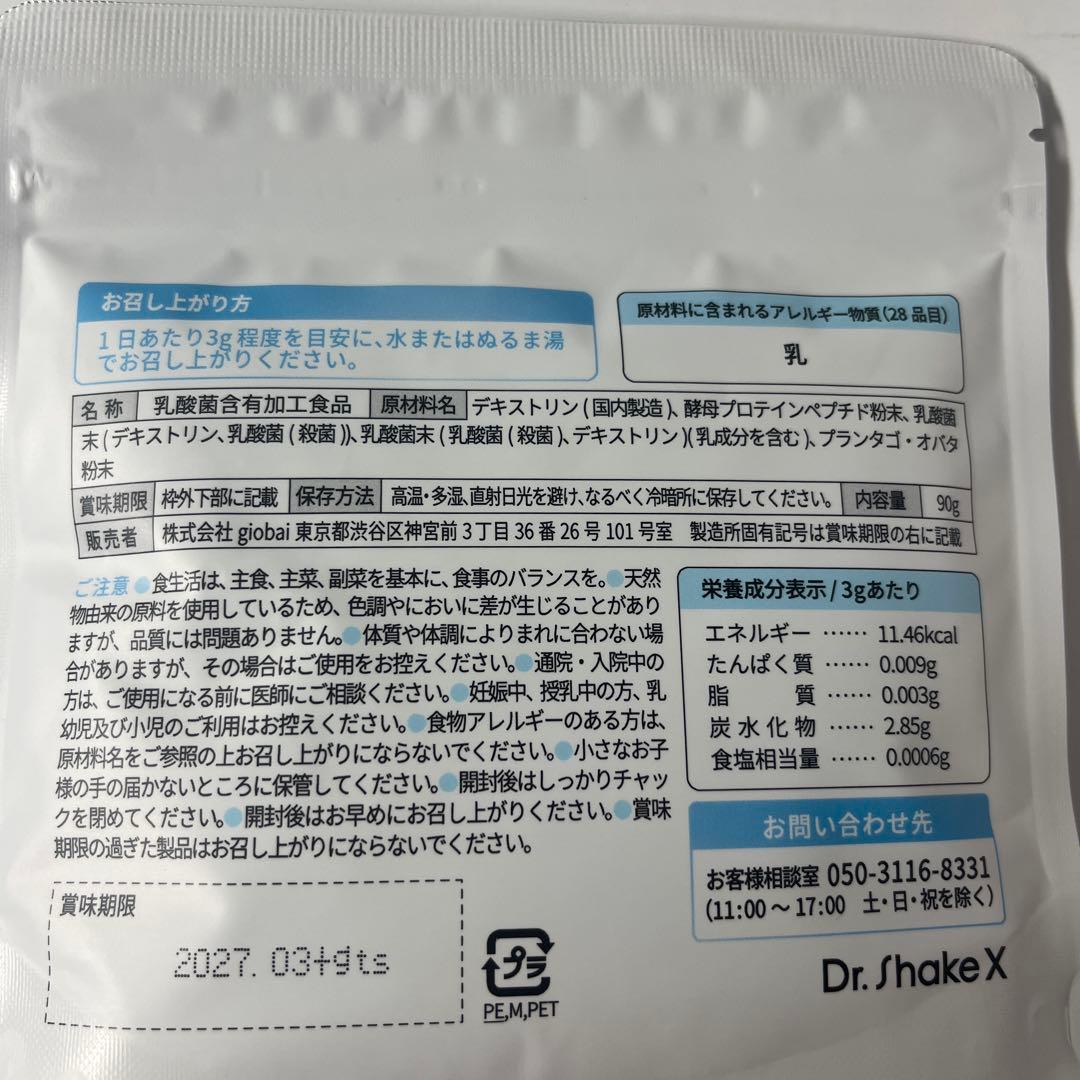 お召し上がり方
1日あたり3g程度を目安に、水またはぬるま湯
でお召し上がりください。
原材料に含まれるアレルギー物質(28品目)
乳
名称 乳酸菌含有加工食品 原材料名 デキストリン(国内製造)、酵母プロテインペプチド粉末、乳酸菌
末(デキストリン、乳酸菌(殺菌))、乳酸菌末(乳酸菌(殺菌)、デキストリン)(乳成分を含む)、プランタゴ・オバタ
粉末
賞味期限 枠外下部に記載 保存方法 高温・多湿、直射日光を避け、なるべく冷暗所に保存してください。 内容量 90g
販売者 株式会社giobai 東京都渋谷区神宮前3丁目36番26号101号室 製造所固有記号は賞味期限の右に記載
ご注意 ●食生活は、主食、主菜、副菜を基本に、食事のバランスを。●天然
物由来の原料を使用しているため、色調やにおいに差が生じることがあり
ますが、品質には問題ありません。●体質や体調によりまれに合わない場
合がありますが、その場合はご使用をお控えください。●通院・入院中の
方は、ご使用になる前に医師にご相談ください。●妊娠中、授乳中の方、乳
幼児及び小児のご利用はお控えください。●食物アレルギーのある方は、
原材料名をご参照の上お召し上がりにならないでください。●小さなお子
様の手の届かないところに保管してください。●開封後はしっかりチャッ
クを閉めてください。●開封後はお早めにお召し上がりください。●賞味
期限の過ぎた製品はお召し上がりにならないでください。
栄養成分表示/3gあたり
エネルギー …… 11.46kcal
たんぱく質 …… 0.009g
脂質 …… 0.003g
炭水化物 …… 2.85g
食塩相当量 …… 0.0006g
お問い合わせ先
お客様相談室 050-3116-8331
(11:00～17:00 土・日・祝を除く)
賞味期限
2027.03+gts
プラ
PE,M,PET
Dr.Shake X